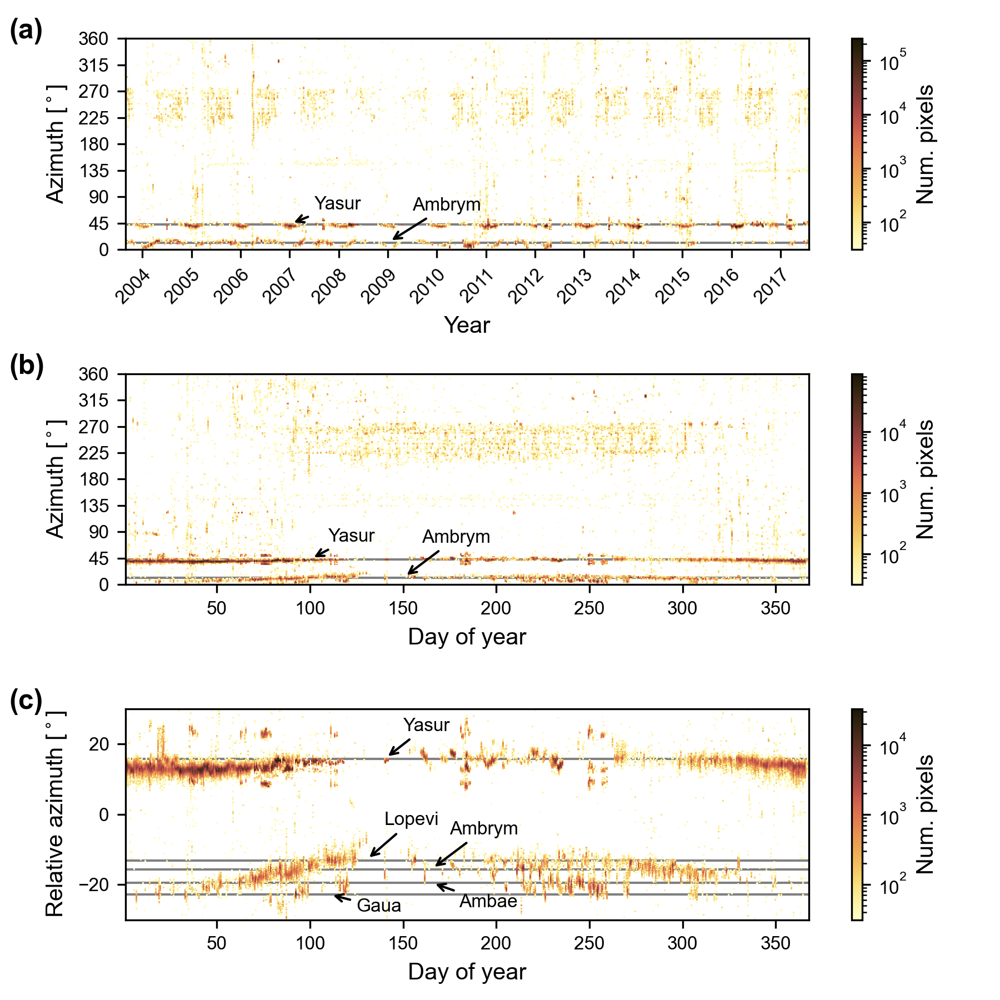 (a)
360
315
270
225
180
135
90
45
0
Azimuth [°]
Yasur
Ambrym
2004
2005
2006
2007
2008
2009
2010
2011
2012
2013
2014
2015
2016
2017
Year
10^5
10^4
10^3
10^2
Num. pixels
(b)
360
315
270
225
180
135
90
45
0
Azimuth [°]
Yasur
Ambrym
50
100
150
200
250
300
350
Day of year
10^4
10^3
10^2
Num. pixels
(c)
20
0
−20
Relative azimuth [°]
Yasur
Lopevi
Ambrym
Ambae
Gaua
50
100
150
200
250
300
350
Day of year
10^4
10^3
10^2
Num. pixels